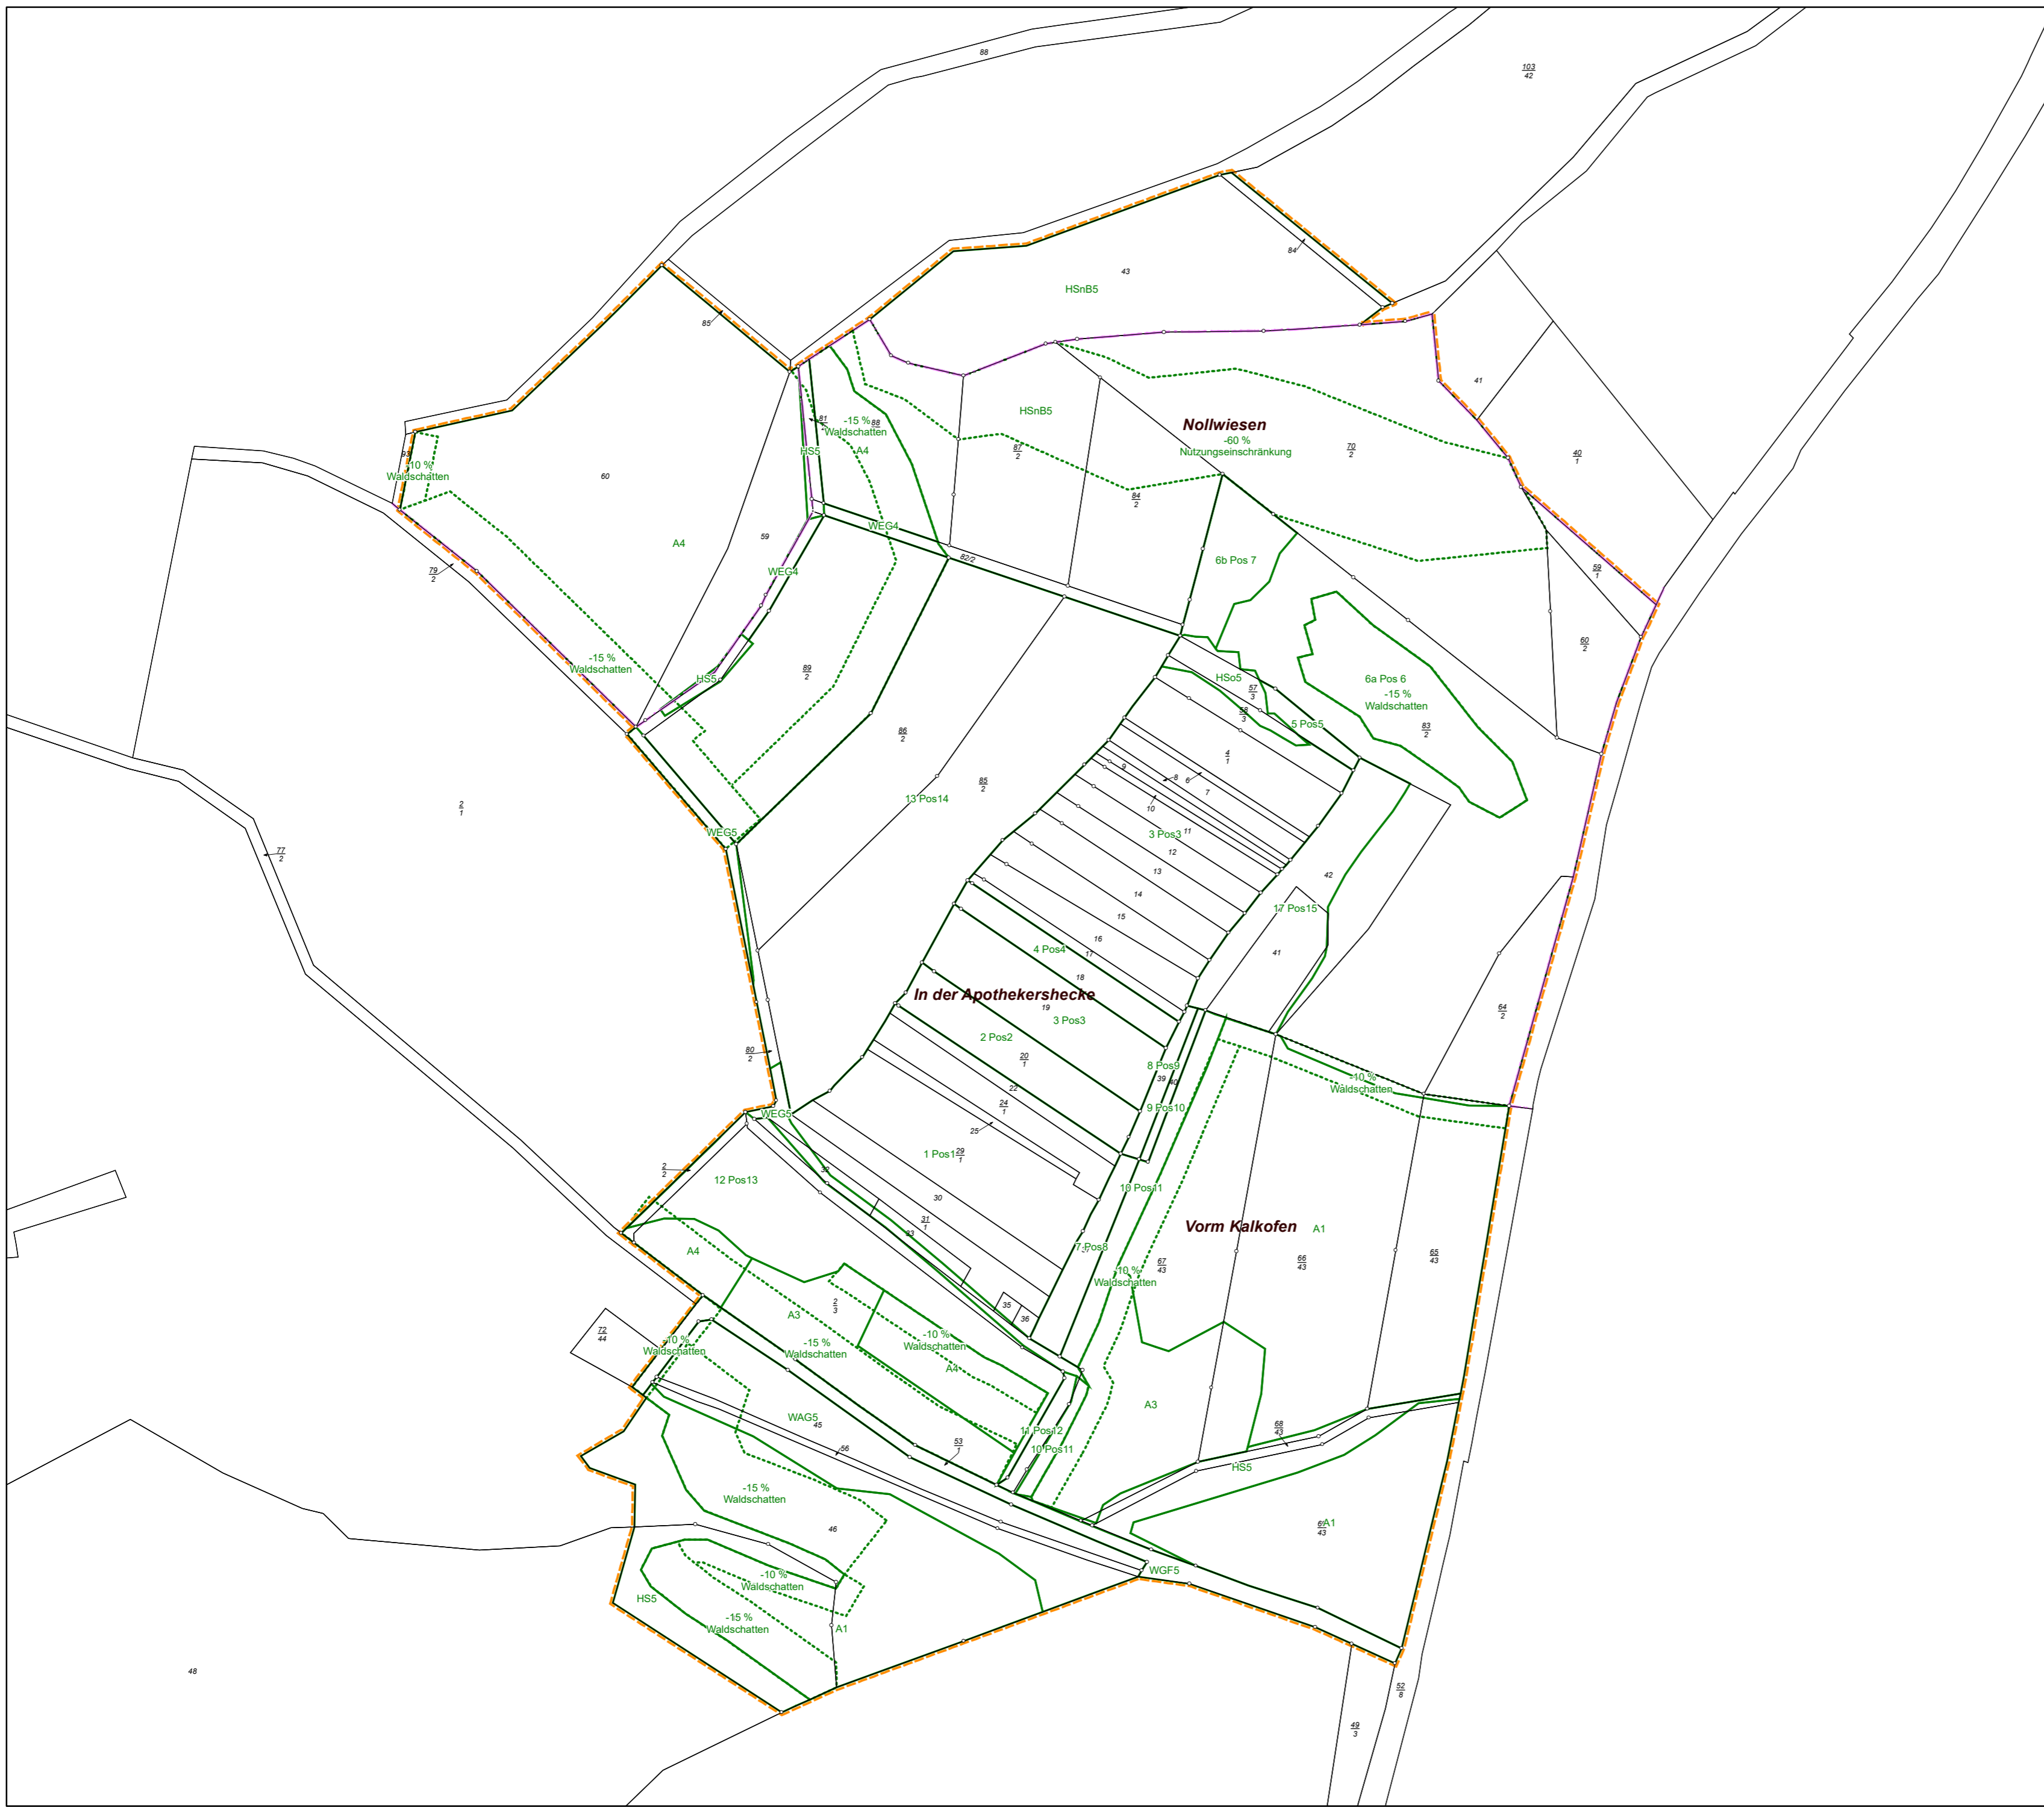 88
103
42
84
43
HSnB5
85
81
-15 %
88
Waldschatten
HS5
A4
HSnB5
Nollwiesen
-60 %
Nutzungseinschränkung
70
2
41
40
1
93
-10 %
Waldschatten
60
87
2
84
2
59
A4
WEG4
82/2
WEG4
79
2
6b Pos 7
59
1
60
2
-15 %
Waldschatten
HS5
89
2
HSo5
57
3
58
3
6a Pos 6
-15 %
Waldschatten
83
2
5 Pos5
86
2
4
1
9
8
6
7
10
85
2
13 Pos14
2
1
WEG5
77
2
3 Pos3
11
12
13
14
15
16
17
42
17 Pos15
41
4 Pos4
18
In der Apothekershecke
19
3 Pos3
64
2
2 Pos2
20
1
80
2
8 Pos9
39
40
-10 %
Waldschatten
22
24
1
25
9 Pos10
WEG5
1 Pos1
29
1
2
2
12 Pos13
32
30
31
1
33
10 Pos11
Vorm Kalkofen
A1
66
43
65
43
67
43
7 Pos8
A4
-10 %
Waldschatten
2
3
35
36
A3
-15 %
Waldschatten
-10 %
Waldschatten
A4
72
44
-10 %
Waldschatten
A3
WAG5
45
56
53
1
11 Pos12
10 Pos11
68
43
HS5
-15 %
Waldschatten
46
A1
43
WGF5
-10 %
Waldschatten
HS5
-15 %
Waldschatten
A1
48
52
8
49
3